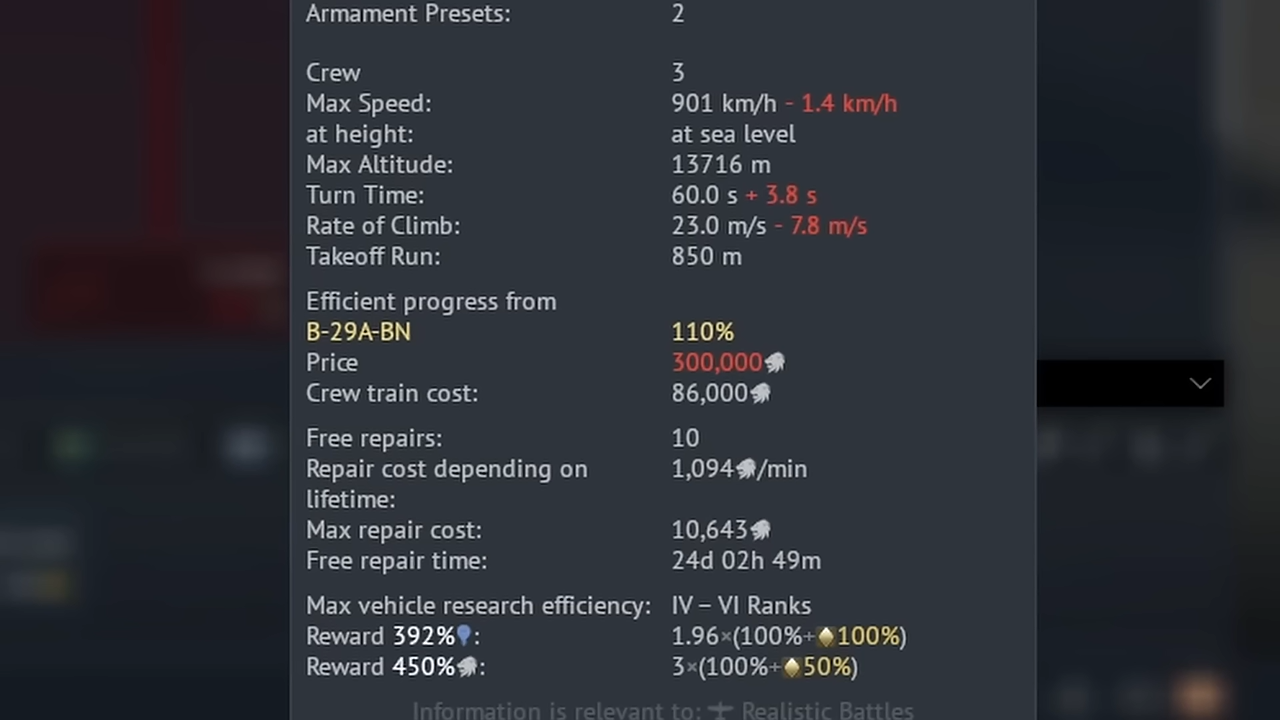 Armament Presets: 2
Crew 3
Max Speed: 901 km/h - 1.4 km/h
at height: at sea level
Max Altitude: 13716 m
Turn Time: 60.0 s + 3.8 s
Rate of Climb: 23.0 m/s - 7.8 m/s
Takeoff Run: 850 m
Efficient progress from
B-29A-BN 110%
Price 300,000
Crew train cost: 86,000
Free repairs: 10
Repair cost depending on 1,094/min
lifetime:
Max repair cost: 10,643
Free repair time: 24d 02h 49m
Max vehicle research efficiency: IV – VI Ranks
Reward 392%: 1.96×(100%+100%)
Reward 450%: 3×(100%+50%)
Information is relevant to: Realistic Battles